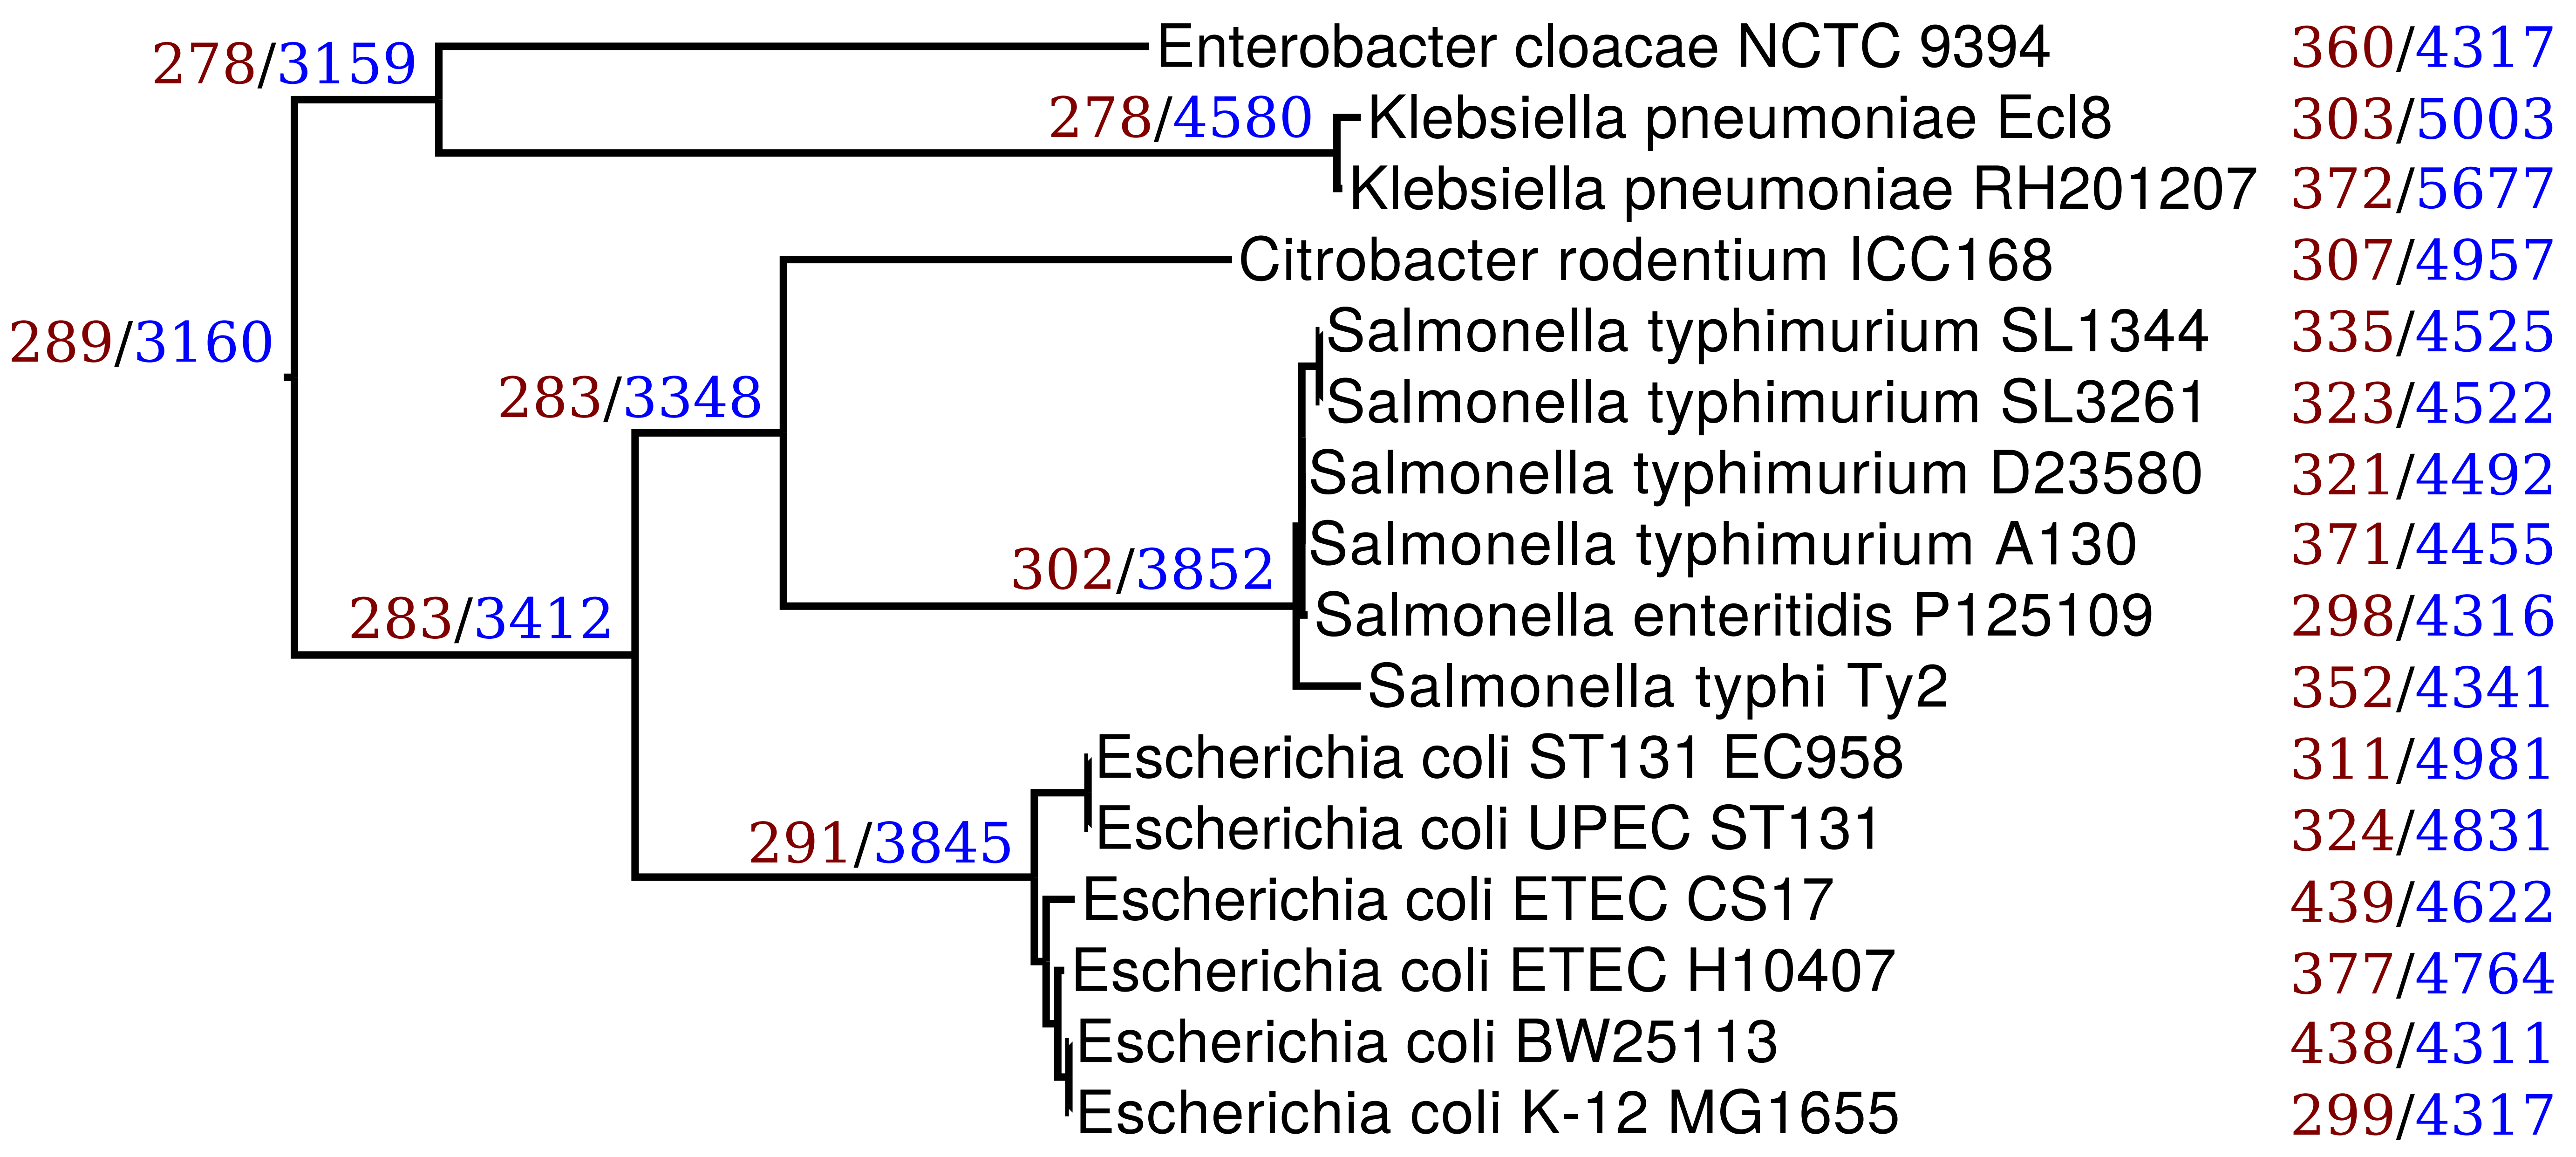 Enterobacter cloacae NCTC 9394 360/4317
278/3159
278/4580 Klebsiella pneumoniae Ecl8 303/5003
Klebsiella pneumoniae RH201207 372/5677
Citrobacter rodentium ICC168 307/4957
Salmonella typhimurium SL1344 335/4525
289/3160
283/3348 Salmonella typhimurium SL3261 323/4522
Salmonella typhimurium D23580 321/4492
Salmonella typhimurium A130 371/4455
302/3852
283/3412 Salmonella enteritidis P125109 298/4316
Salmonella typhi Ty2 352/4341
Escherichia coli ST131 EC958 311/4981
Escherichia coli UPEC ST131 324/4831
291/3845
Escherichia coli ETEC CS17 439/4622
Escherichia coli ETEC H10407 377/4764
Escherichia coli BW25113 438/4311
Escherichia coli K-12 MG1655 299/4317